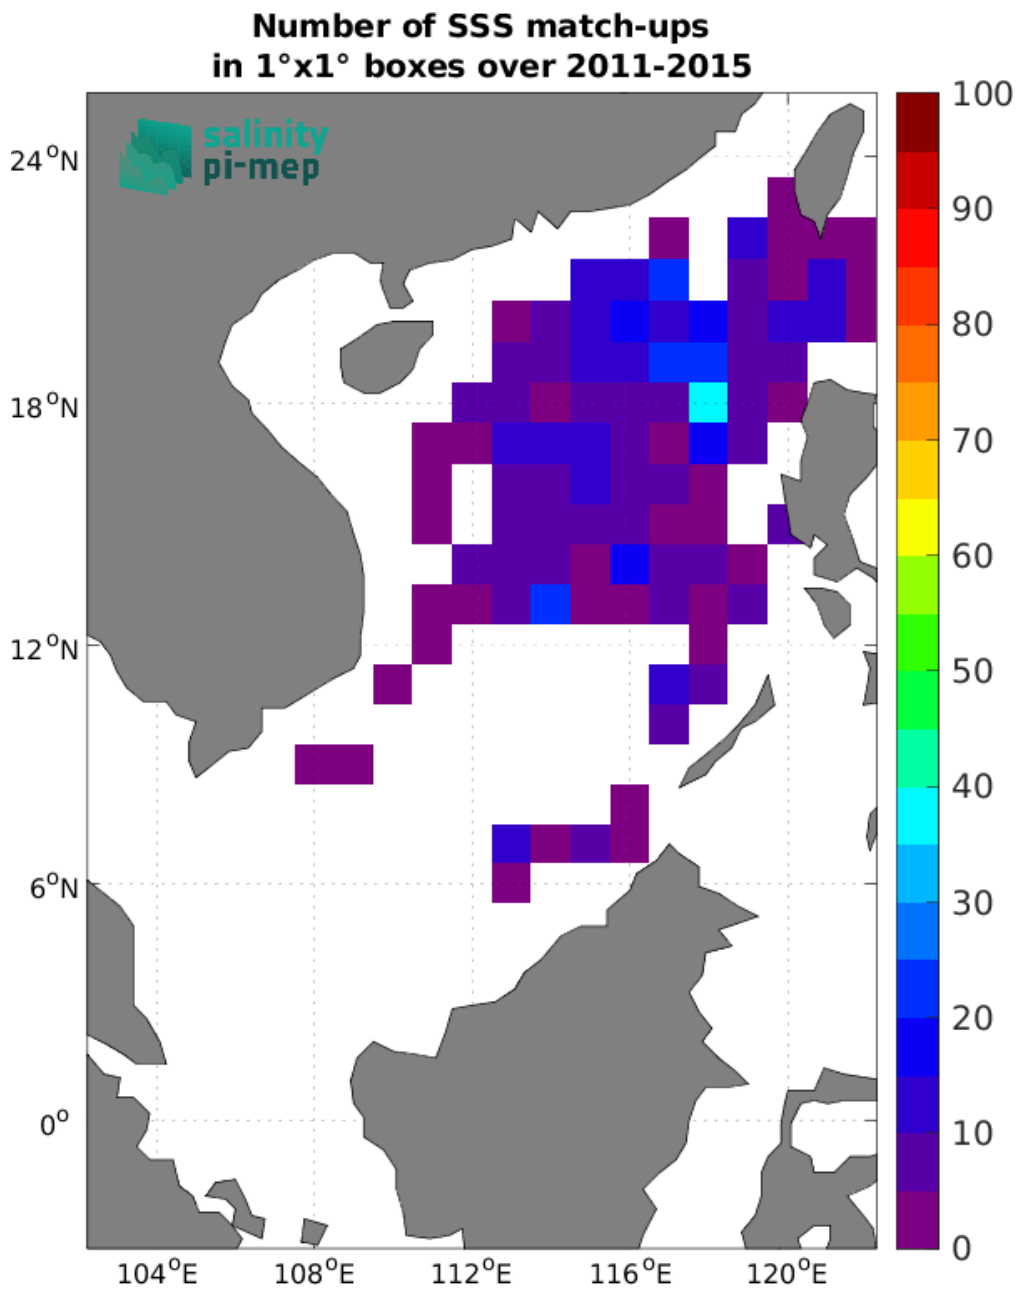 Number of SSS match-ups
in 1°x1° boxes over 2011-2015
salinity
pi-mep
24°N
18°N
12°N
6°N
0°
104°E 108°E 112°E 116°E 120°E
100
90
80
70
60
50
40
30
20
10
0